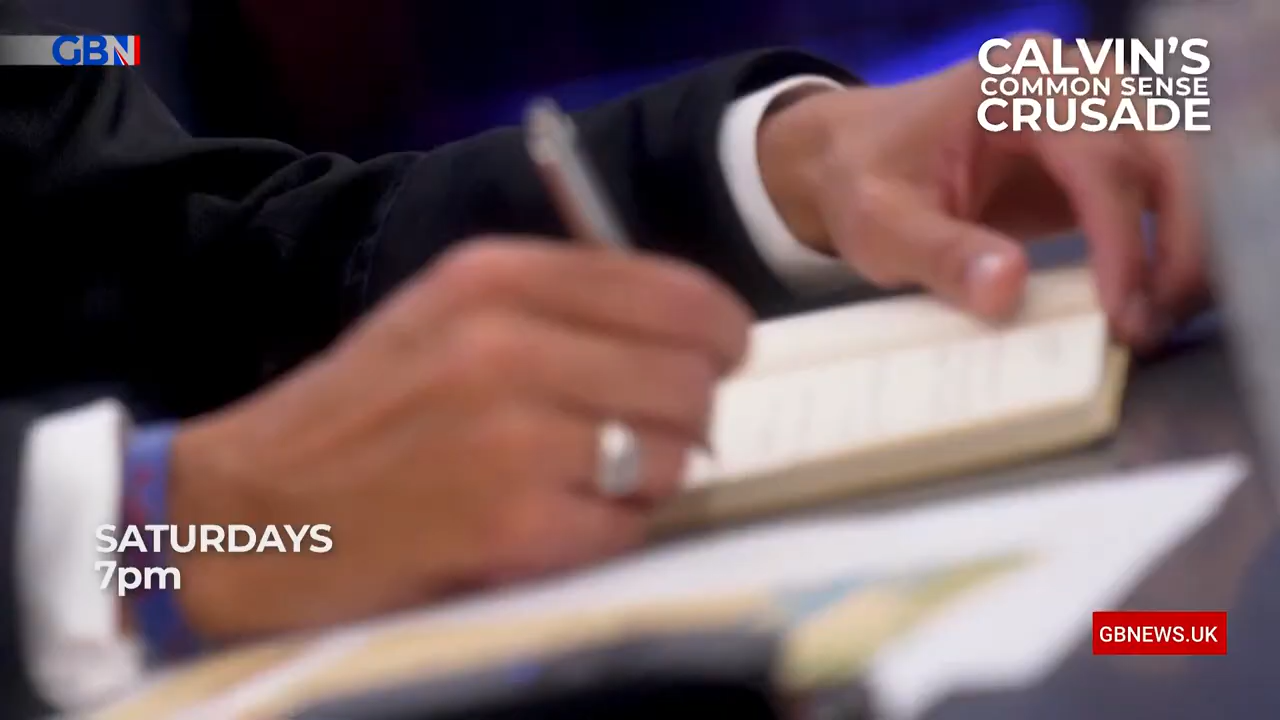 GBN
CALVIN'S
COMMON SENSE
CRUSADE
SATURDAYS
7pm
GBNEWS.UK